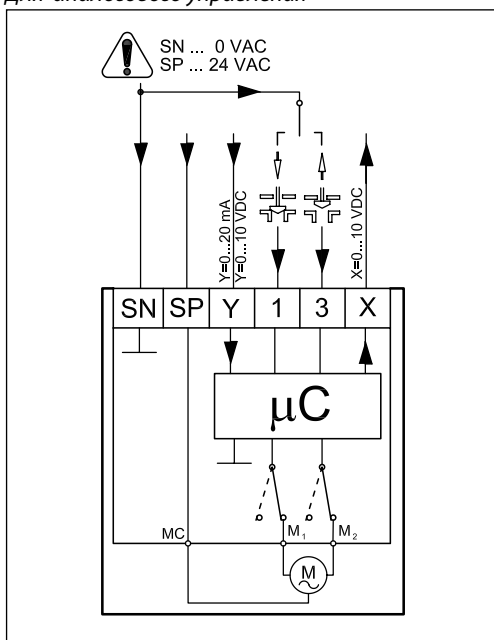 для аналогового управления
SN ... 0 VAC
SP ... 24 VAC
Y=0...20 mA
Y=0...10 VDC
X=0...10 VDC
SN SP Y 1 3 X
µC
MC M1 M2
M